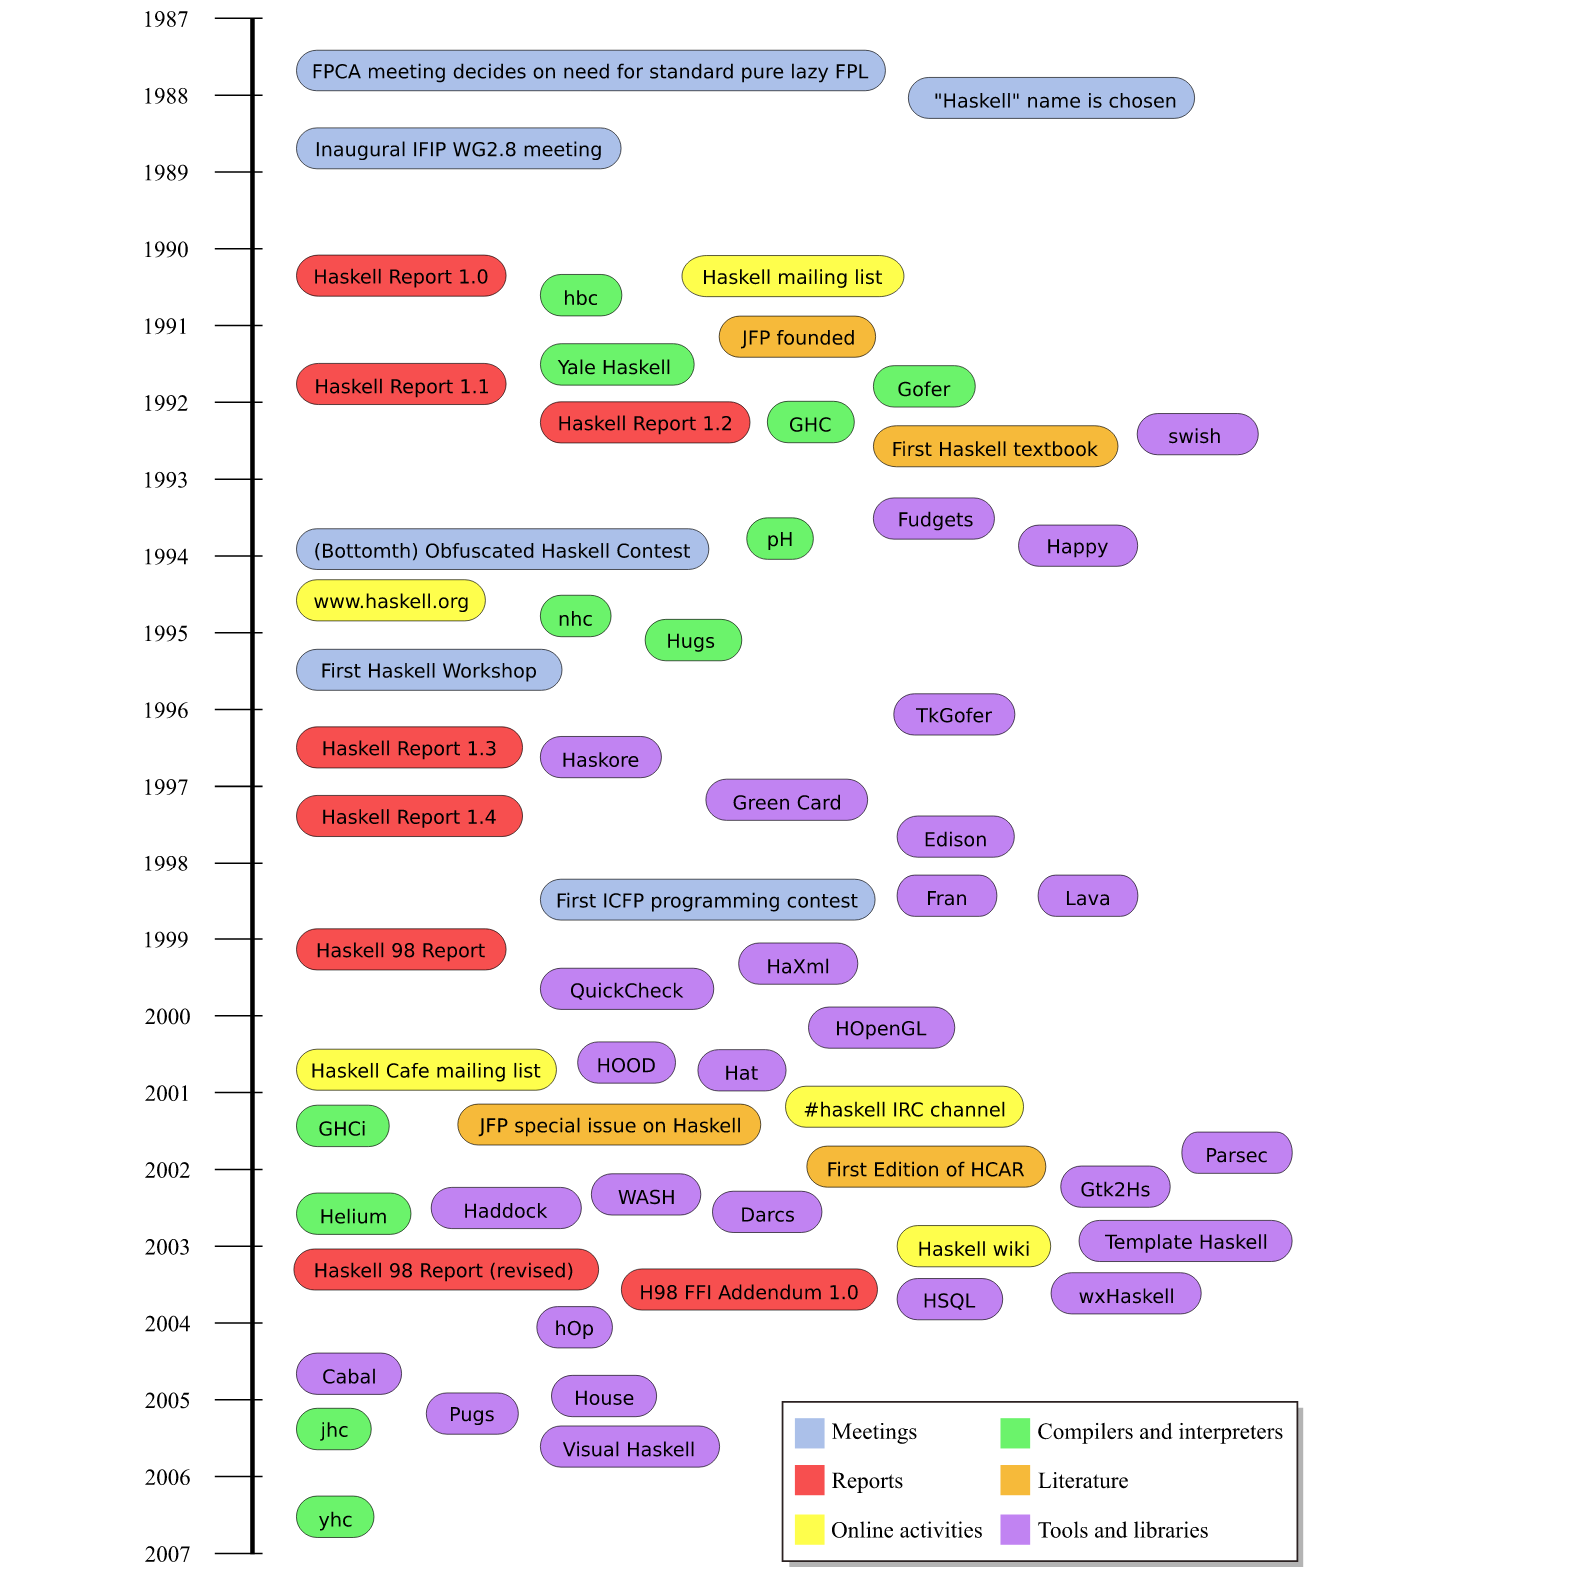 1987
FPCA meeting decides on need for standard pure lazy FPL
1988
"Haskell" name is chosen
Inaugural IFIP WG2.8 meeting
1989
1990
Haskell Report 1.0
hbc
Haskell mailing list
1991
JFP founded
Yale Haskell
Haskell Report 1.1
Gofer
1992
Haskell Report 1.2
GHC
First Haskell textbook
swish
1993
Fudgets
pH
Happy
(Bottomth) Obfuscated Haskell Contest
1994
www.haskell.org
nhc
1995
Hugs
First Haskell Workshop
1996
TkGofer
Haskell Report 1.3
Haskore
1997
Green Card
Haskell Report 1.4
Edison
1998
First ICFP programming contest
Fran
Lava
1999
Haskell 98 Report
HaXml
QuickCheck
2000
HOpenGL
Haskell Cafe mailing list
HOOD
Hat
2001
#haskell IRC channel
GHCi
JFP special issue on Haskell
Parsec
2002
First Edition of HCAR
Gtk2Hs
WASH
Helium
Haddock
Darcs
2003
Haskell wiki
Template Haskell
Haskell 98 Report (revised)
H98 FFI Addendum 1.0
HSQL
wxHaskell
2004
hOp
Cabal
2005
House
Pugs
jhc
Visual Haskell
2006
yhc
2007
Meetings
Compilers and interpreters
Reports
Literature
Online activities
Tools and libraries